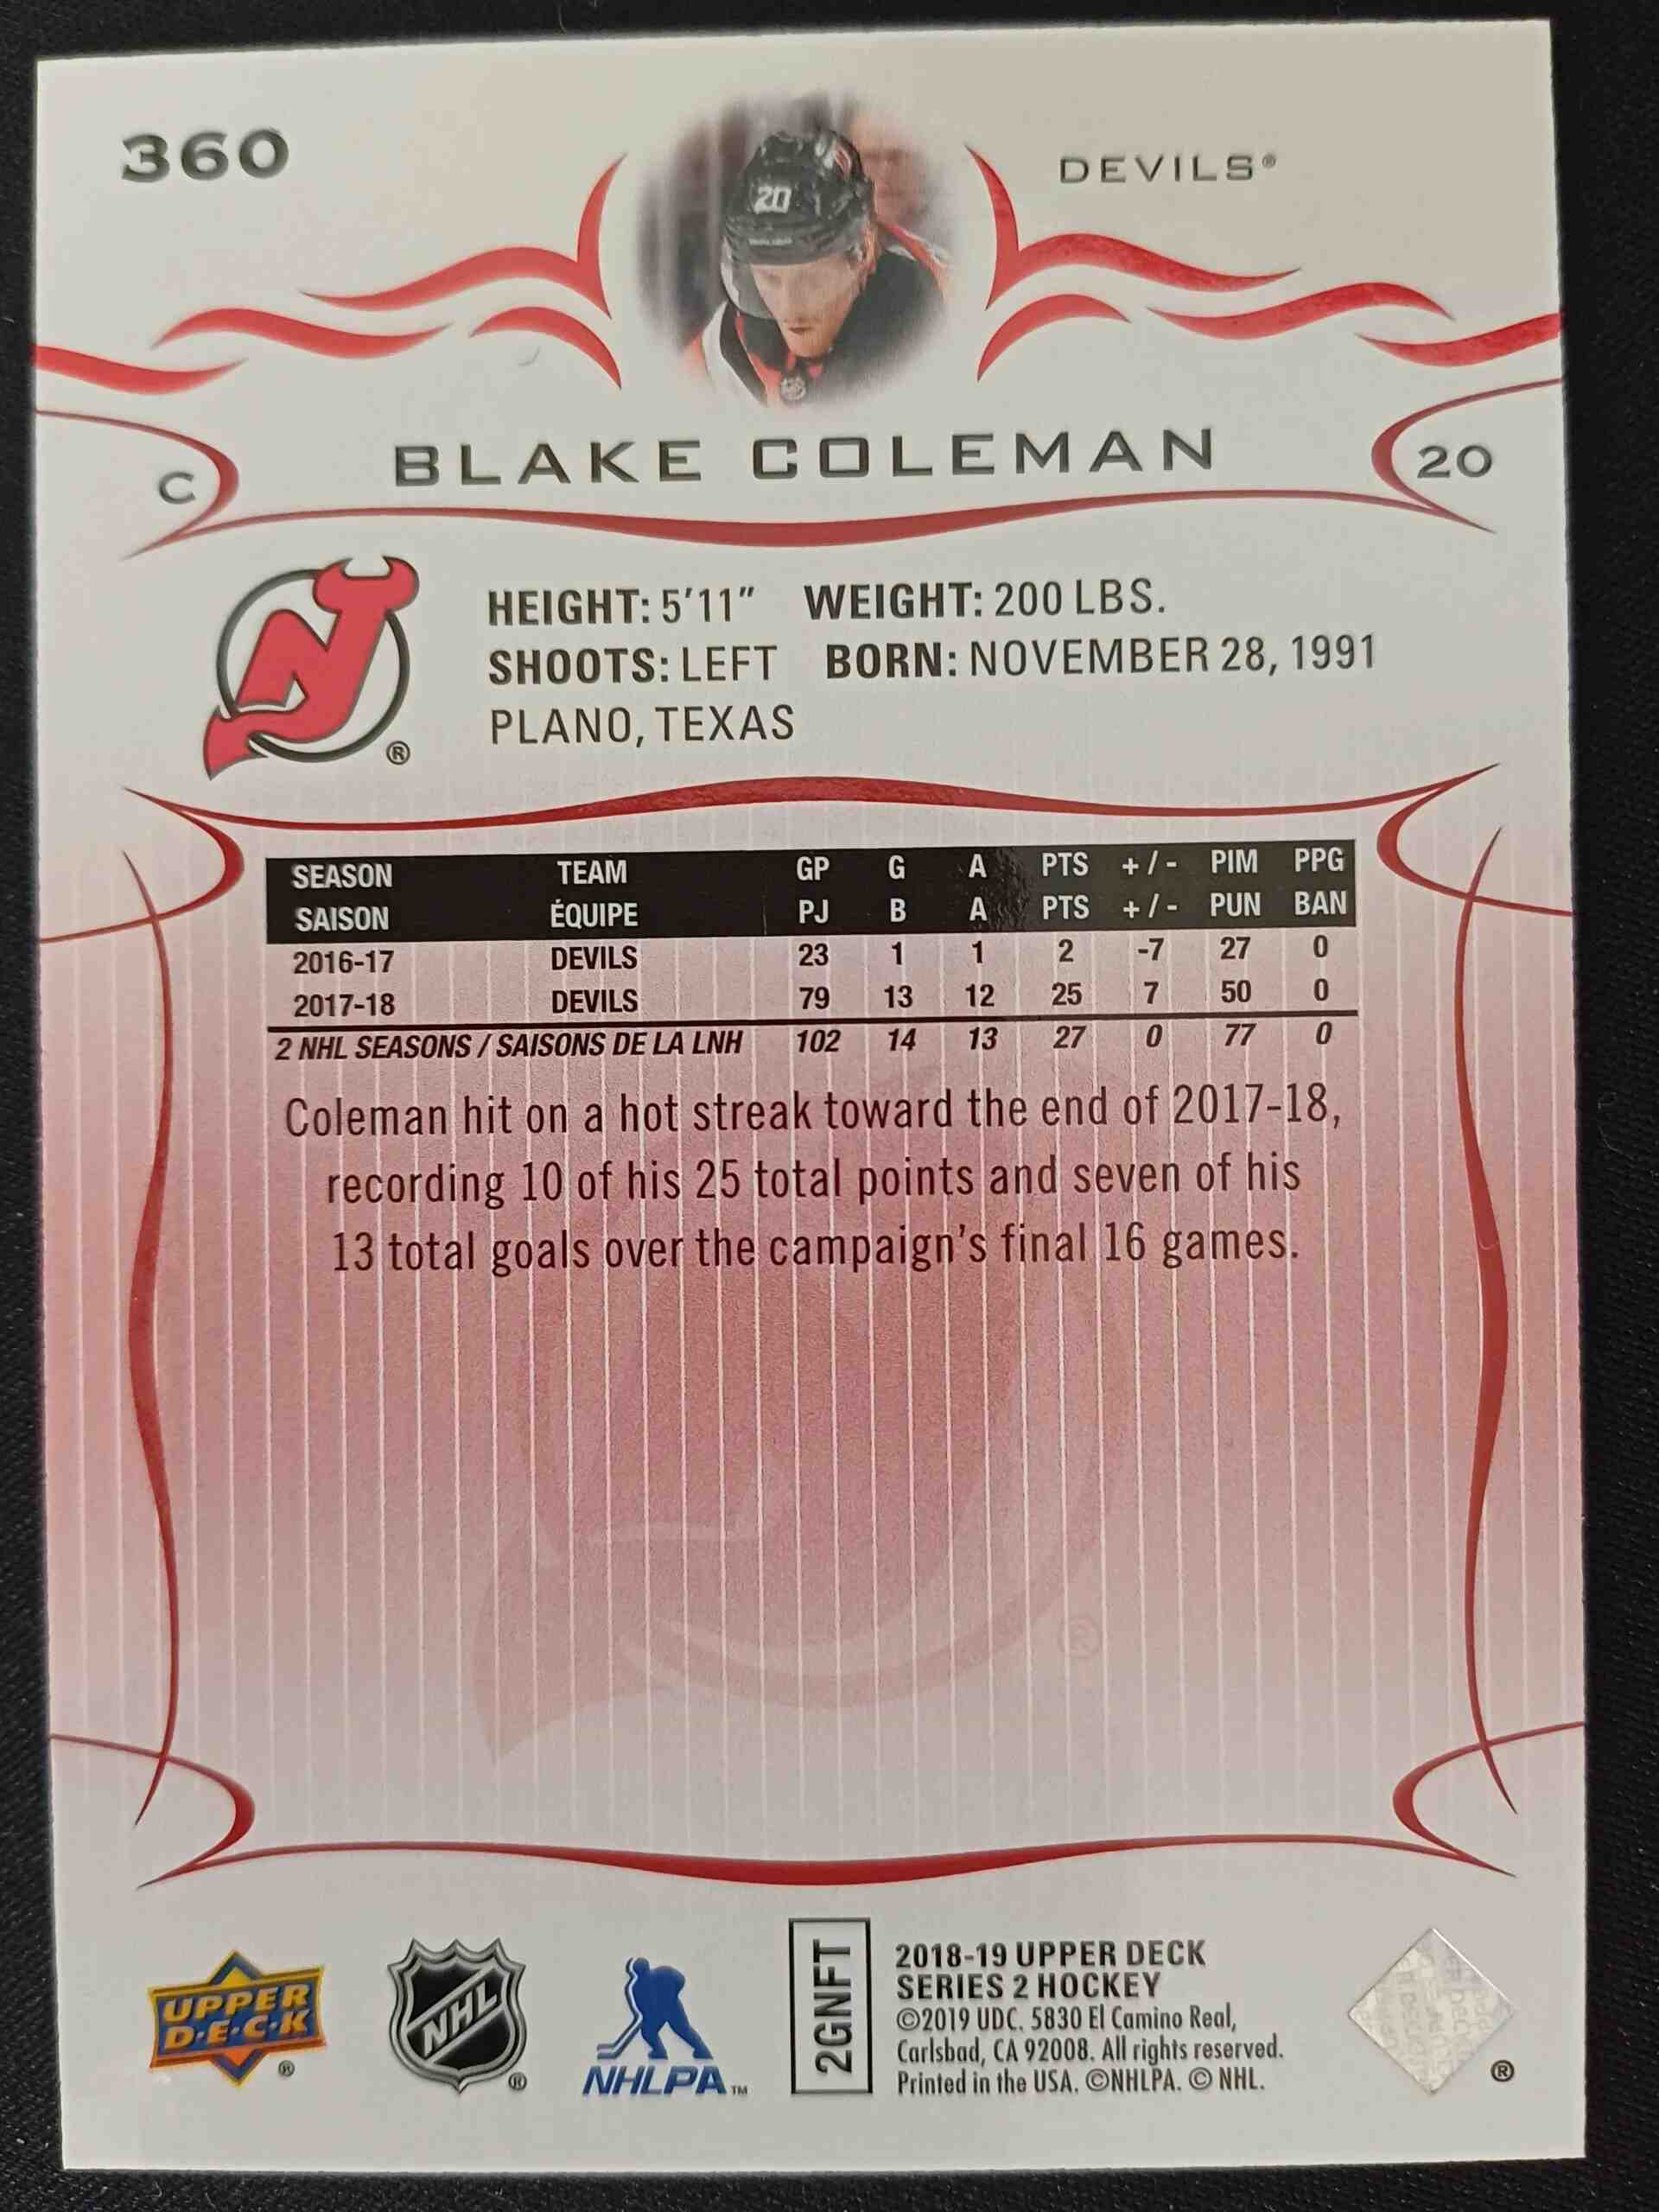 360
DEVILS®
20
BLAKE COLEMAN
C
20
HEIGHT: 5'11" WEIGHT: 200 LBS.
SHOOTS: LEFT BORN: NOVEMBER 28, 1991
PLANO, TEXAS
®
SEASON TEAM GP G A PTS +/- PIM PPG
SAISON ÉQUIPE PJ B A PTS +/- PUN BAN
2016-17 DEVILS 23 1 1 2 -7 27 0
2017-18 DEVILS 79 13 12 25 7 50 0
2 NHL SEASONS / SAISONS DE LA LNH 102 14 13 27 0 77 0
Coleman hit on a hot streak toward the end of 2017-18,
recording 10 of his 25 total points and seven of his
13 total goals over the campaign's final 16 games.
®
UPPER
D·E·C·K
®
NHL
®
NHLPA™
2GNFT
2018-19 UPPER DECK
SERIES 2 HOCKEY
©2019 UDC. 5830 El Camino Real,
Carlsbad, CA 92008. All rights reserved.
Printed in the USA. ©NHLPA. © NHL.
®